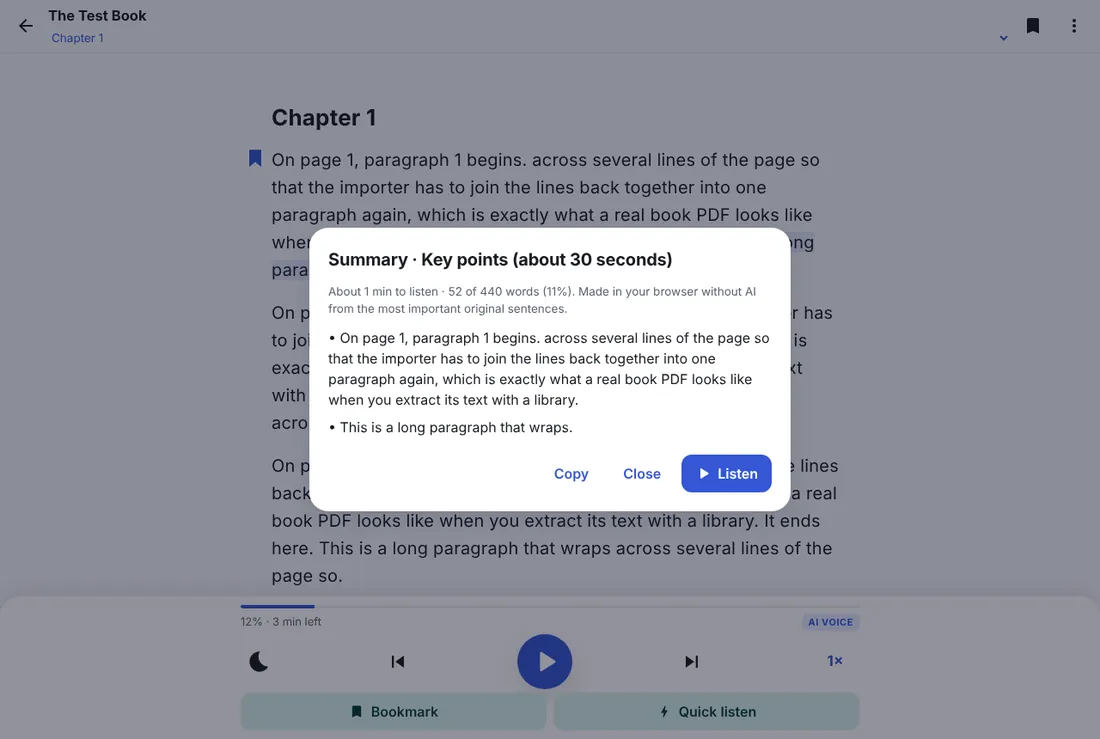 The Test Book
Chapter 1
Chapter 1
On page 1, paragraph 1 begins. across several lines of the page so
that the importer has to join the lines back together into one
paragraph again, which is exactly what a real book PDF looks like
Summary · Key points (about 30 seconds)
About 1 min to listen · 52 of 440 words (11%). Made in your browser without AI
from the most important original sentences.
• On page 1, paragraph 1 begins. across several lines of the page so
that the importer has to join the lines back together into one
paragraph again, which is exactly what a real book PDF looks like
when you extract its text with a library.
• This is a long paragraph that wraps.
Copy
Close
Listen
On p
has
to
is
with
lines
back
a real
book PDF looks like when you extract its text with a library. It ends
here. This is a long paragraph that wraps across several lines of the
page so.
12% · 3 min left
AI VOICE
1×
Bookmark
Quick listen